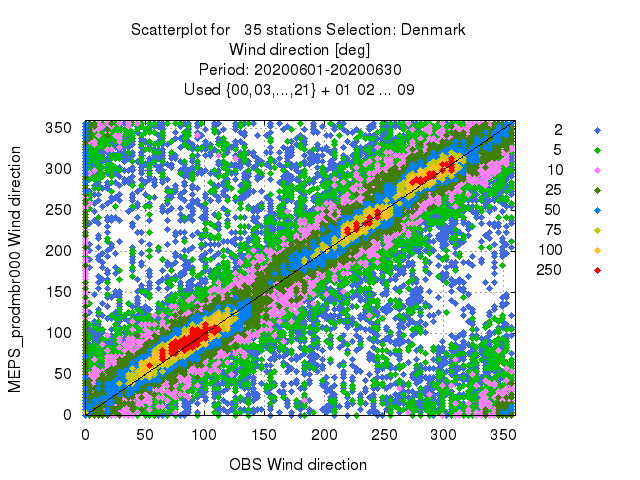 Scatterplot for 35 stations Selection: Denmark
Wind direction [deg]
Period: 20200601-20200630
Used {00,03,...,21} + 01 02 ... 09
MEPS_prodmbr000 Wind direction
350
300
250
200
150
100
50
0
0 50 100 150 200 250 300 350
OBS Wind direction
2
5
10
25
50
75
100
250